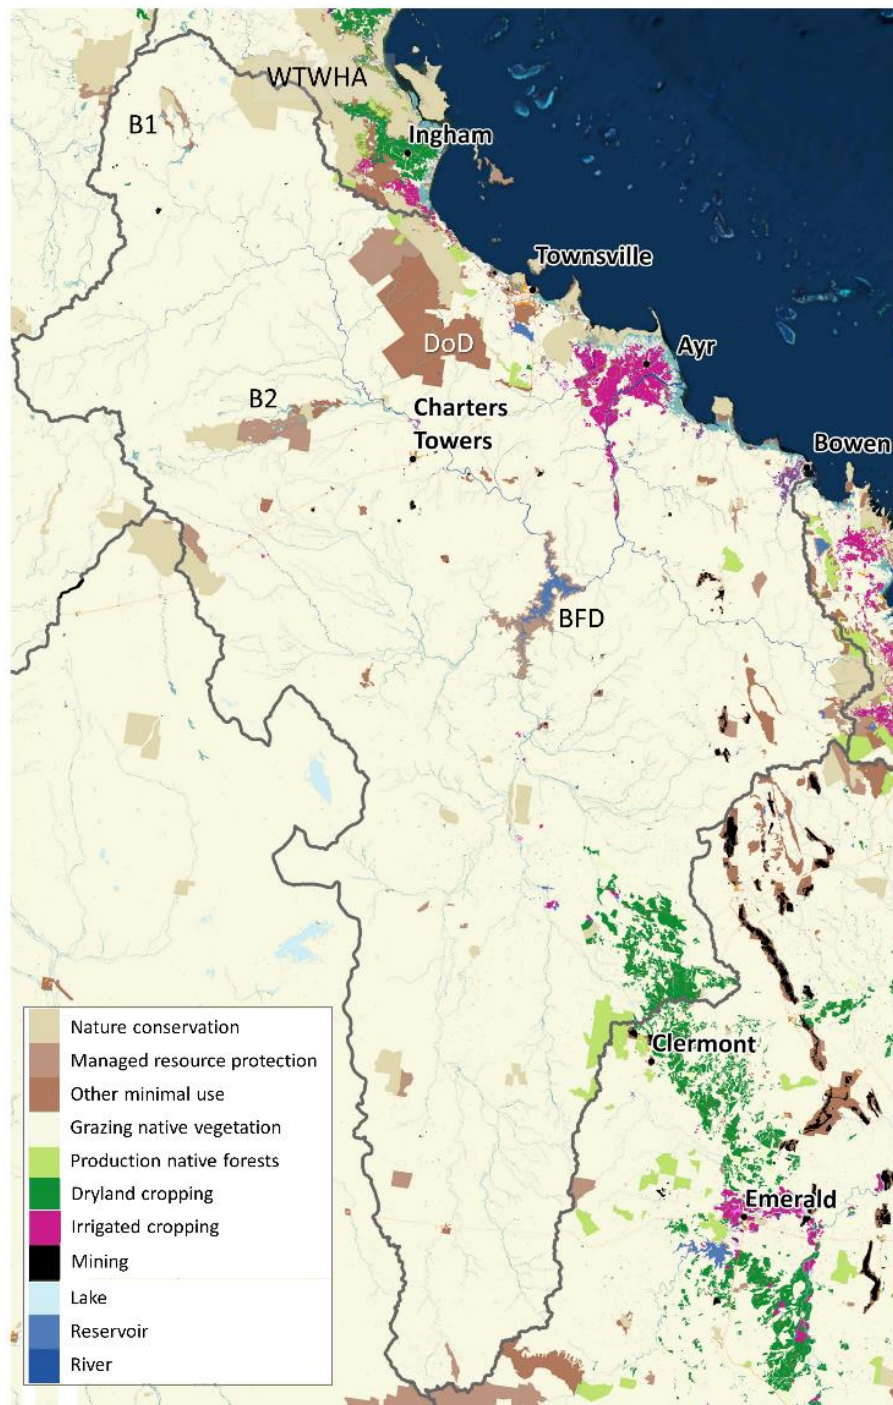 WTWHA
B1
Ingham
Townsville
DoD
Ayr
B2
Charters
Towers
Bowen
BFD
Clermont
Emerald
Nature conservation
Managed resource protection
Other minimal use
Grazing native vegetation
Production native forests
Dryland cropping
Irrigated cropping
Mining
Lake
Reservoir
River